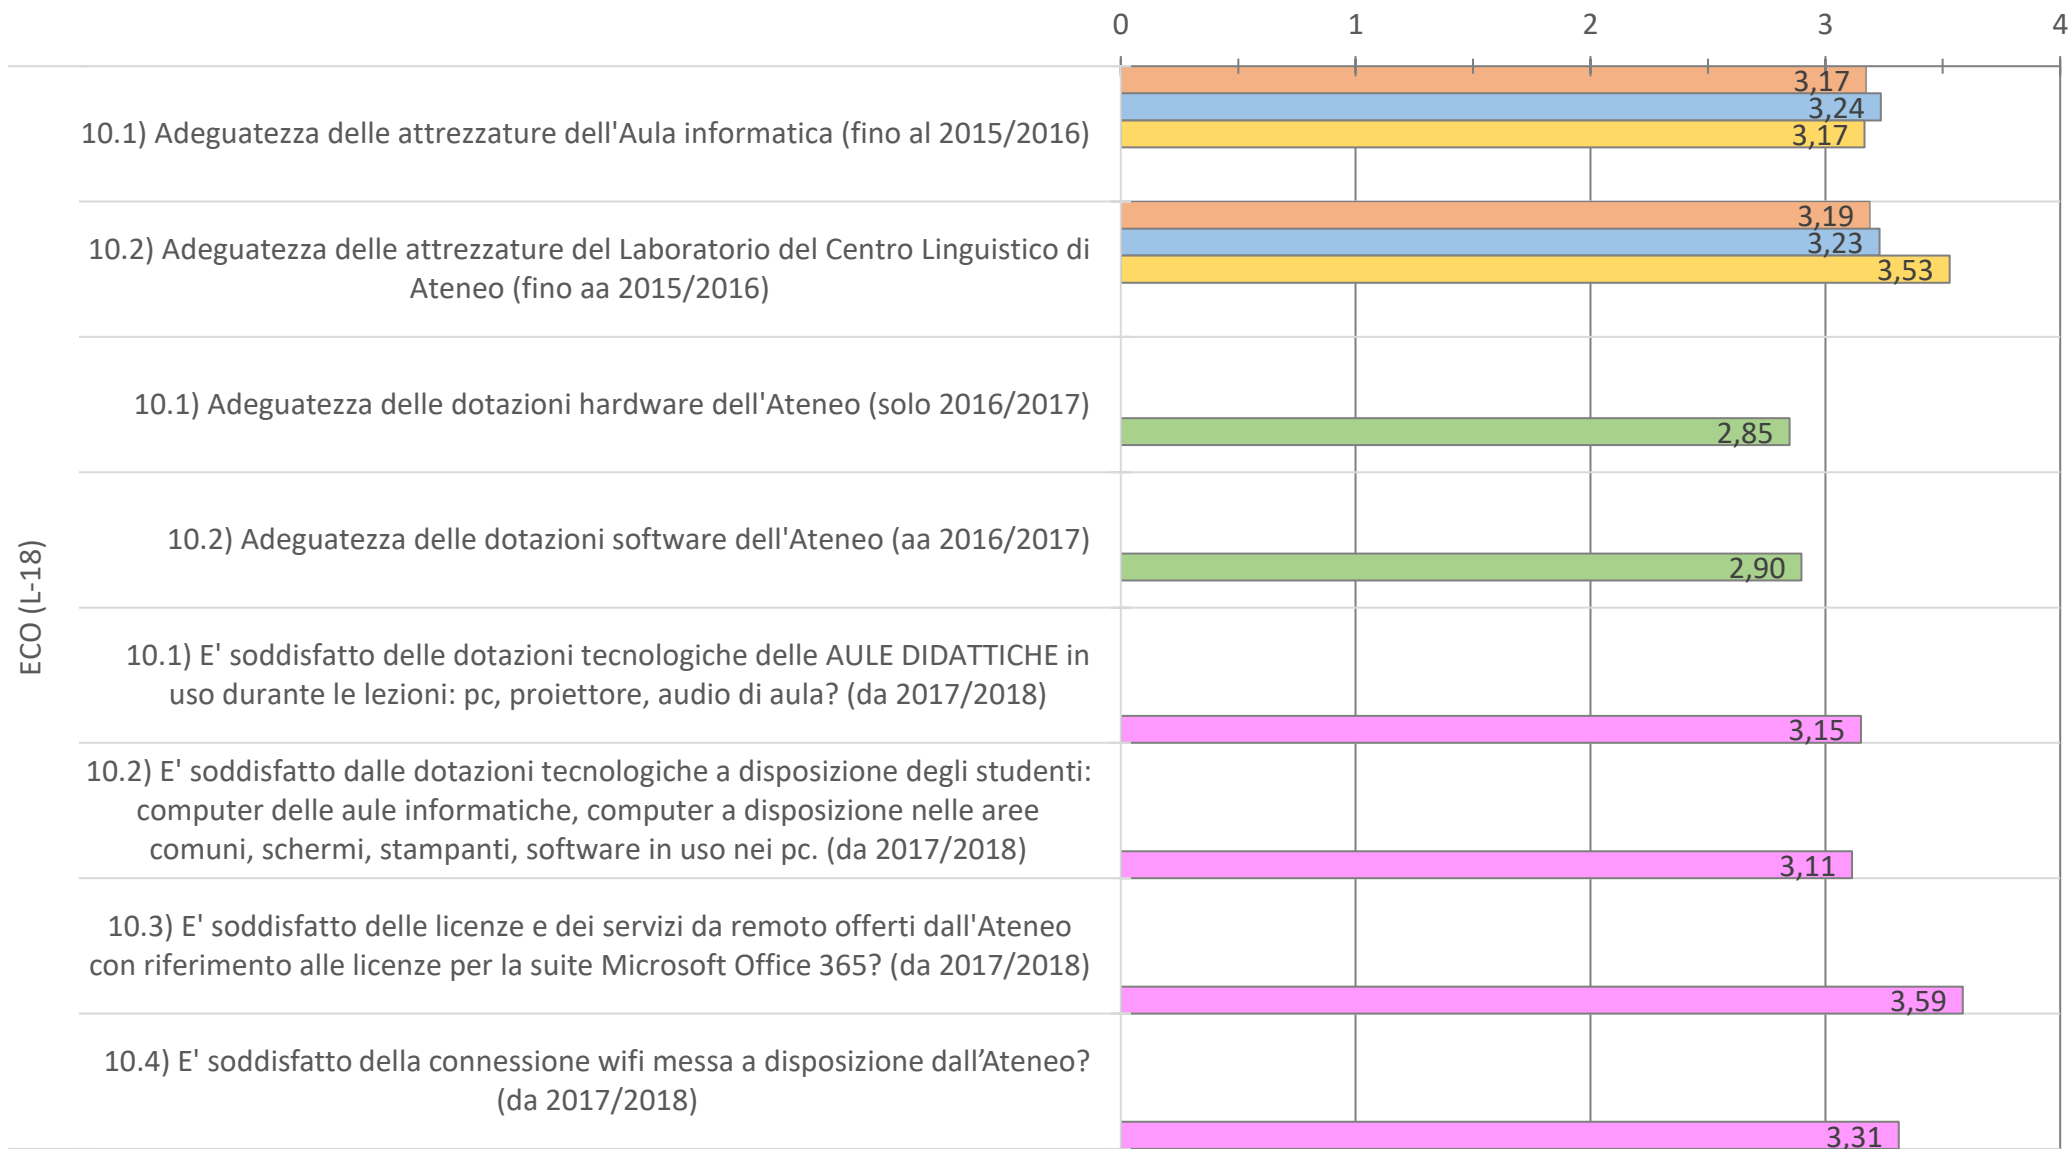 0 1 2 3 4
ECO (L-18)
10.1) Adeguatezza delle attrezzature dell'Aula informatica (fino al 2015/2016)
3,17
3,24
3,17
10.2) Adeguatezza delle attrezzature del Laboratorio del Centro Linguistico di
Ateneo (fino aa 2015/2016)
3,19
3,23
3,53
10.1) Adeguatezza delle dotazioni hardware dell'Ateneo (solo 2016/2017)
2,85
10.2) Adeguatezza delle dotazioni software dell'Ateneo (aa 2016/2017)
2,90
10.1) E' soddisfatto delle dotazioni tecnologiche delle AULE DIDATTICHE in
uso durante le lezioni: pc, proiettore, audio di aula? (da 2017/2018)
3,15
10.2) E' soddisfatto dalle dotazioni tecnologiche a disposizione degli studenti:
computer delle aule informatiche, computer a disposizione nelle aree
comuni, schermi, stampanti, software in uso nei pc. (da 2017/2018)
3,11
10.3) E' soddisfatto delle licenze e dei servizi da remoto offerti dall'Ateneo
con riferimento alle licenze per la suite Microsoft Office 365? (da 2017/2018)
3,59
10.4) E' soddisfatto della connessione wifi messa a disposizione dall’Ateneo?
(da 2017/2018)
3,31